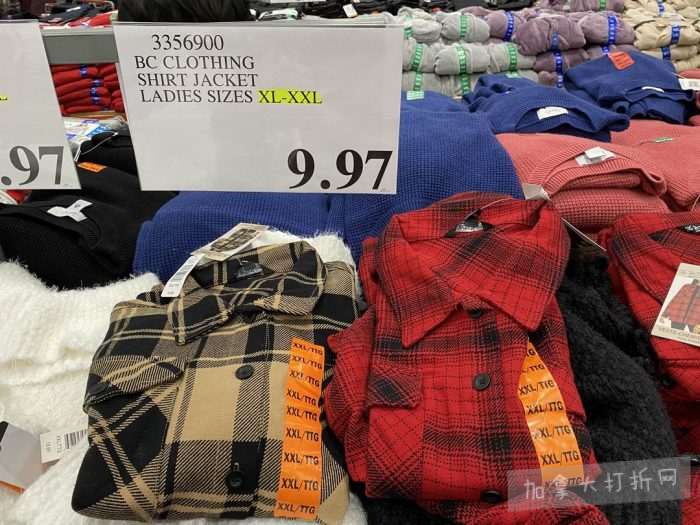 3356900
BC CLOTHING
SHIRT JACKET
LADIES SIZES XL-XXL
9.97
.97
XXL/TTG
XXL/TTG
XXL/TTG
XXL/TTG
XXL/TTG
XXL/TTG
XXL/TTG
XXL/TTG
XXL/TTG
XXL/TTG
XXL/TTG
XXL/TTG
XXL/TTG
加拿大打折网